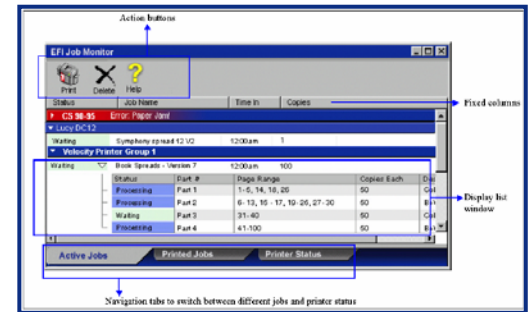 Action buttons
EFI Job Monitor
Print Delete Help
Status Job Name Time In Copies
Fixed columns
CS 98-95 Error: Paper Jam!
Lucy DC12
Waiting Symphony spread 12 V2 12:00am 1
Velocity Printer Group 1
Waiting Book Spreads - Version 7 12:00am 100
Status Part # Page Range Copies Each
Processing Part 1 1-6, 14, 18, 26 50
Display list
window
Processing Part 2 6-13, 16-17, 19-25, 27-30 50
Waiting Part 3 31-40 50
Processing Part 4 41-100 50
Active Jobs Printed Jobs Printer Status
Navigation tabs to switch between different jobs and printer status